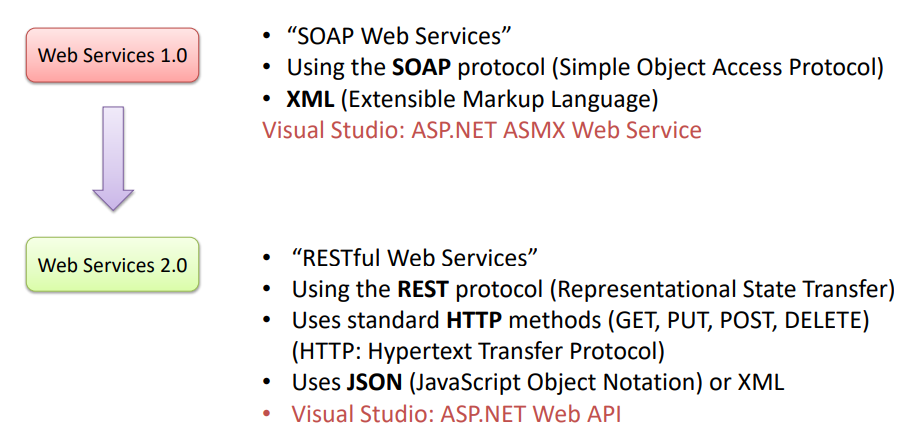 Web Services 1.0
• “SOAP Web Services”
• Using the SOAP protocol (Simple Object Access Protocol)
• XML (Extensible Markup Language)
Visual Studio: ASP.NET ASMX Web Service
Web Services 2.0
• “RESTful Web Services”
• Using the REST protocol (Representational State Transfer)
• Uses standard HTTP methods (GET, PUT, POST, DELETE)
(HTTP: Hypertext Transfer Protocol)
• Uses JSON (JavaScript Object Notation) or XML
• Visual Studio: ASP.NET Web API